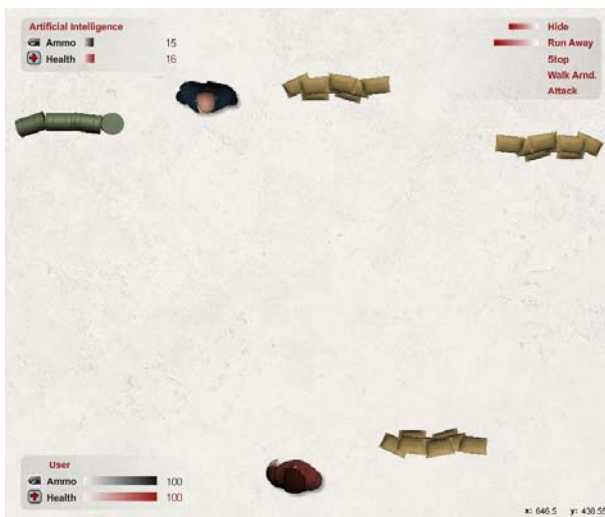 Artificial Intelligence
Ammo 15
Health 16
Hide
Run Away
Stop
Walk Arnd.
Attack
User
Ammo 100
Health 100
x: 646.5 y: 436.55